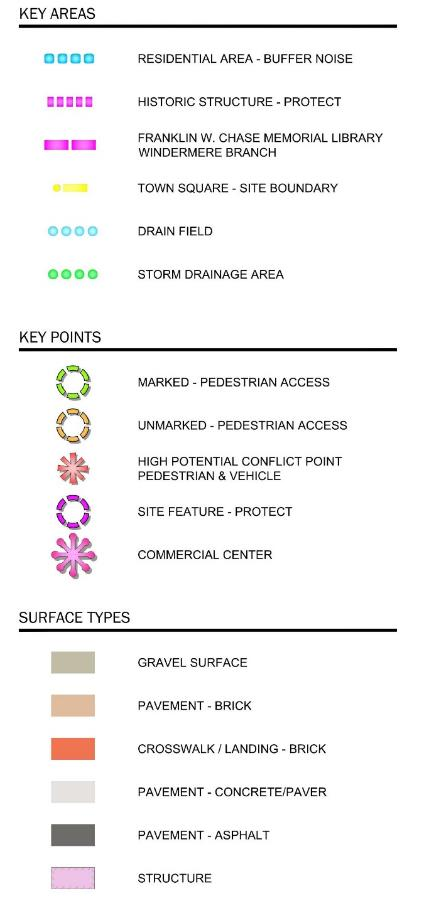 KEY AREAS
RESIDENTIAL AREA - BUFFER NOISE
HISTORIC STRUCTURE - PROTECT
FRANKLIN W. CHASE MEMORIAL LIBRARY
WINDERMERE BRANCH
TOWN SQUARE - SITE BOUNDARY
DRAIN FIELD
STORM DRAINAGE AREA
KEY POINTS
MARKED - PEDESTRIAN ACCESS
UNMARKED - PEDESTRIAN ACCESS
HIGH POTENTIAL CONFLICT POINT
PEDESTRIAN & VEHICLE
SITE FEATURE - PROTECT
COMMERCIAL CENTER
SURFACE TYPES
GRAVEL SURFACE
PAVEMENT - BRICK
CROSSWALK / LANDING - BRICK
PAVEMENT - CONCRETE/PAVER
PAVEMENT - ASPHALT
STRUCTURE